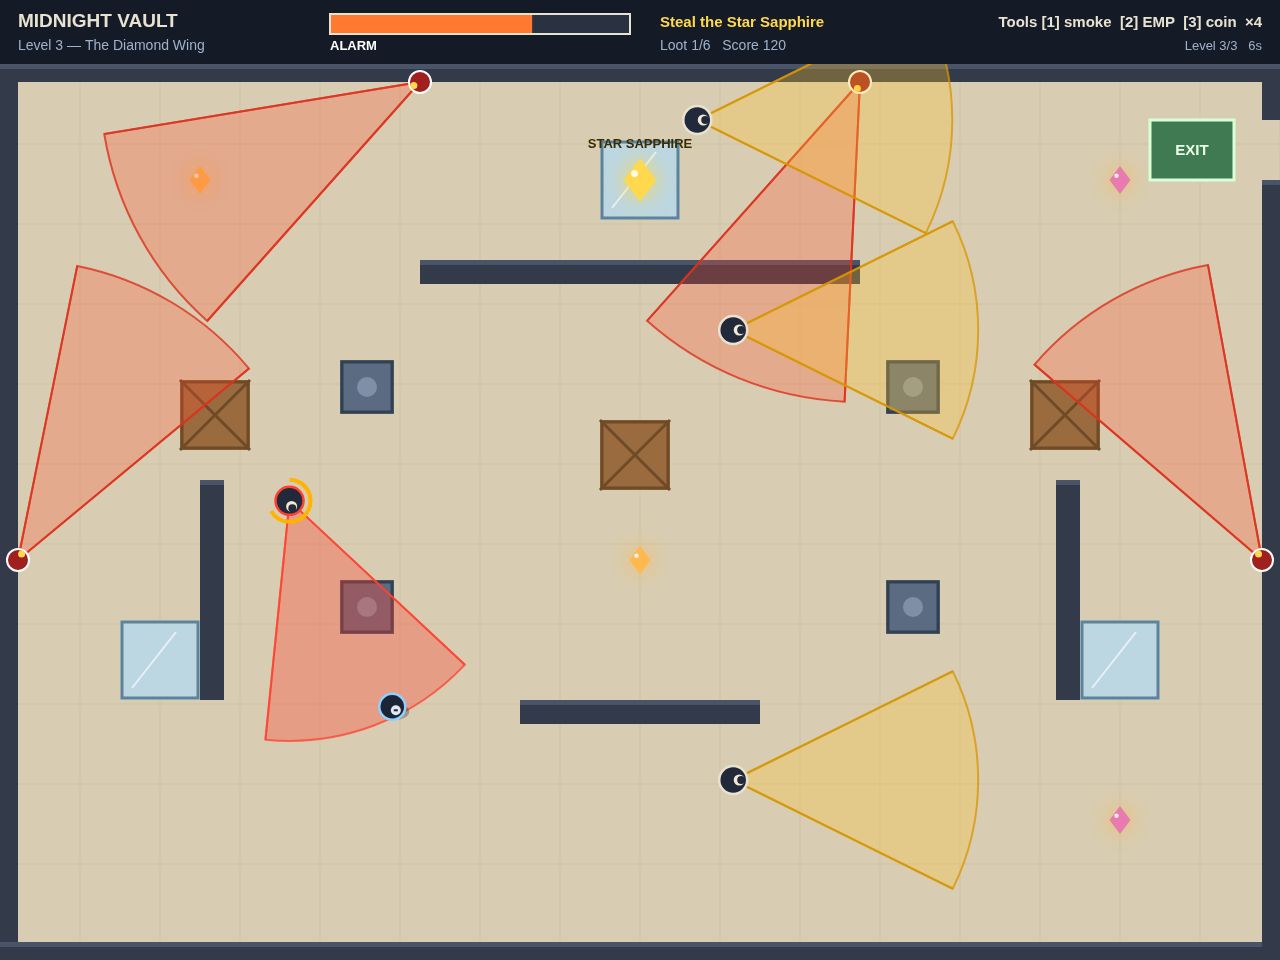 MIDNIGHT VAULT
Level 3 — The Diamond Wing
ALARM
Steal the Star Sapphire
Loot 1/6   Score 120
Tools [1] smoke  [2] EMP  [3] coin  ×4
Level 3/3   6s
STAR SAPPHIRE
EXIT